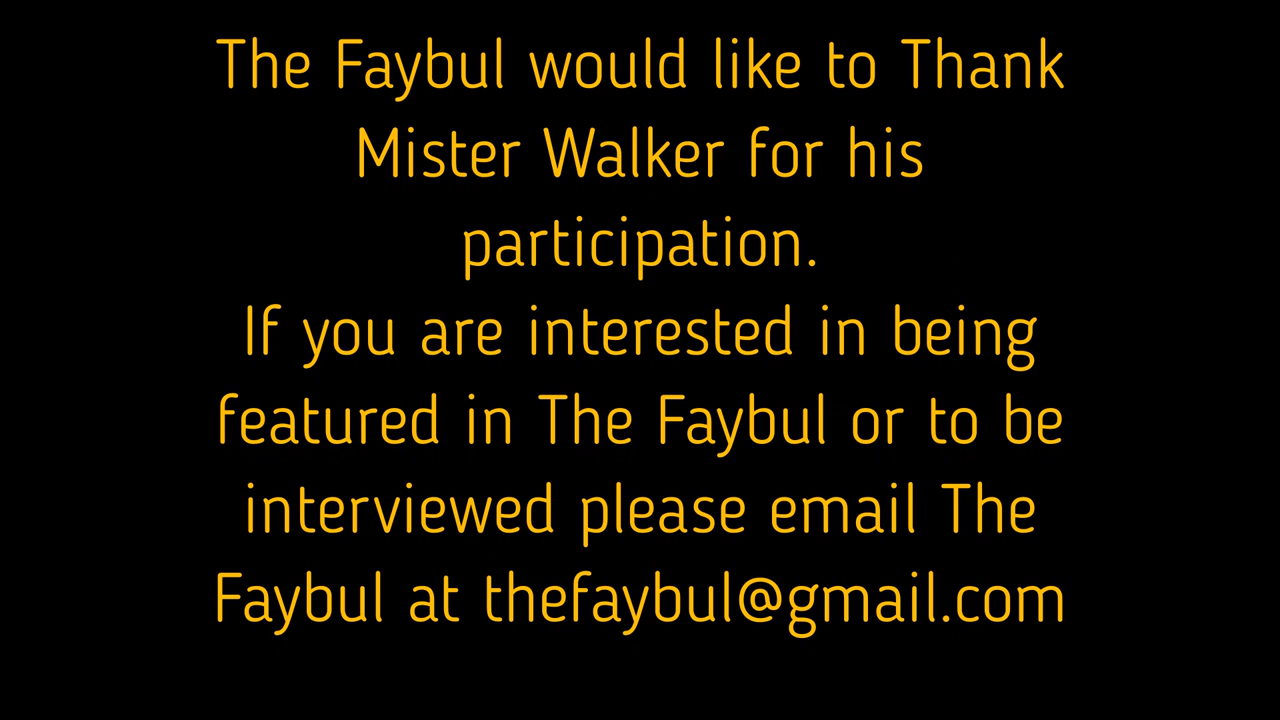 The Faybul would like to Thank
Mister Walker for his
participation.
If you are interested in being
featured in The Faybul or to be
interviewed please email The
Faybul at thefaybul@gmail.com